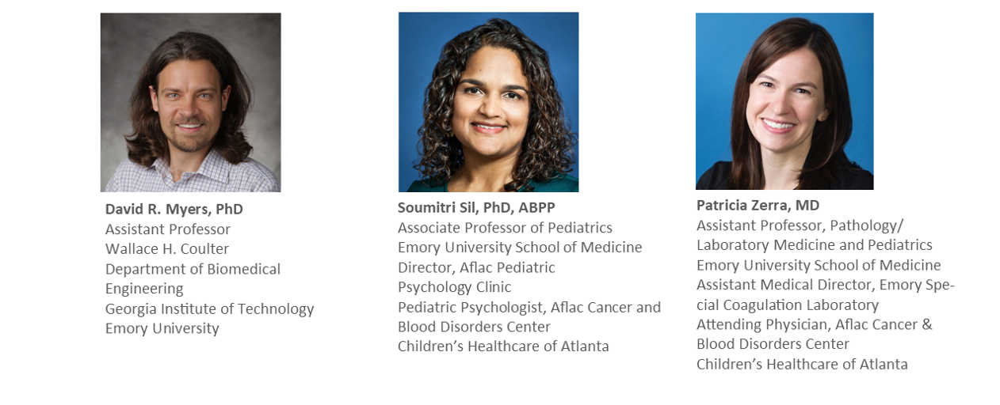 David R. Myers, PhD
Assistant Professor
Wallace H. Coulter
Department of Biomedical
Engineering
Georgia Institute of Technology
Emory University
Soumitri Sil, PhD, ABPP
Associate Professor of Pediatrics
Emory University School of Medicine
Director, Aflac Pediatric
Psychology Clinic
Pediatric Psychologist, Aflac Cancer and
Blood Disorders Center
Children’s Healthcare of Atlanta
Patricia Zerra, MD
Assistant Professor, Pathology/
Laboratory Medicine and Pediatrics
Emory University School of Medicine
Assistant Medical Director, Emory Spe-
cial Coagulation Laboratory
Attending Physician, Aflac Cancer &
Blood Disorders Center
Children’s Healthcare of Atlanta